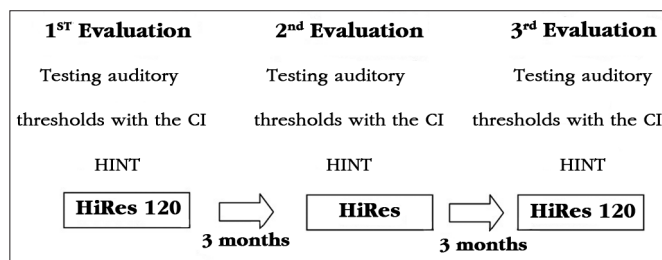 1ST Evaluation
Testing auditory
thresholds with the CI
HINT
HiRes 120
3 months
2nd Evaluation
Testing auditory
thresholds with the CI
HINT
HiRes
3 months
3rd Evaluation
Testing auditory
thresholds with the CI
HINT
HiRes 120